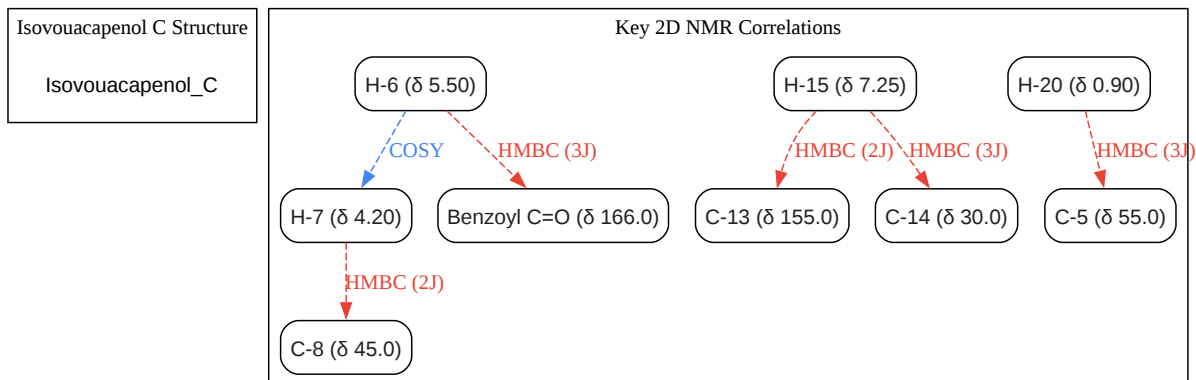 Isovouacapenol C Structure
Isovouacapenol_C
Key 2D NMR Correlations
H-6 (δ 5.50)
H-15 (δ 7.25)
H-20 (δ 0.90)
COSY
HMBC (3J)
HMBC (2J)
HMBC (3J)
HMBC (3J)
H-7 (δ 4.20)
Benzoyl C=O (δ 166.0)
C-13 (δ 155.0)
C-14 (δ 30.0)
C-5 (δ 55.0)
HMBC (2J)
C-8 (δ 45.0)